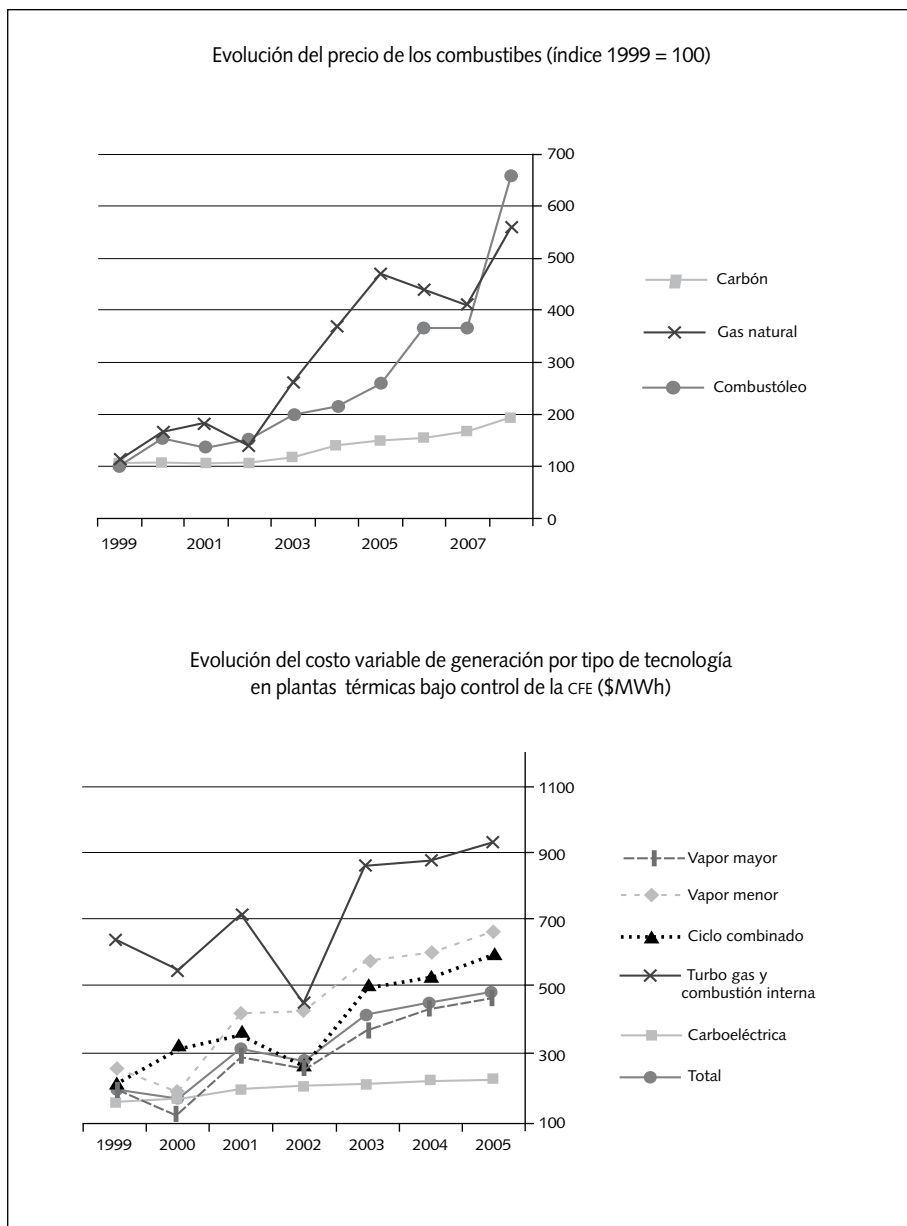 Evolución del precio de los combustibes (índice 1999 = 100)
700
600
500
400
300
200
100
0
1999 2001 2003 2005 2007
Carbón
Gas natural
Combustóleo
Evolución del costo variable de generación por tipo de tecnología
en plantas térmicas bajo control de la CFE ($MWh)
1100
900
700
500
300
100
1999 2000 2001 2002 2003 2004 2005
Vapor mayor
Vapor menor
Ciclo combinado
Turbo gas y
combustión interna
Carboeléctrica
Total